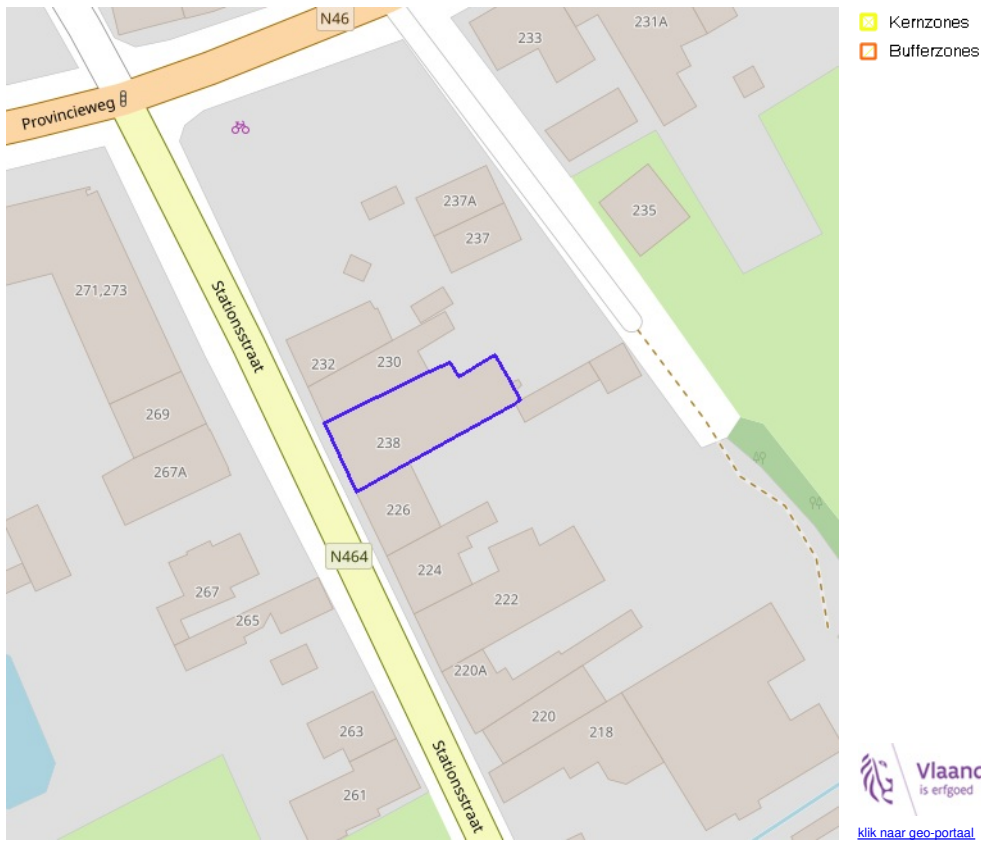 N46
233
231A
Kernzones
Bufferzones
Provincieweg
237A
237
235
271,273
Stationsstraat
232
230
269
238
267A
226
N464
224
267
222
265
220A
220
218
263
261
Stationsstraat
Vlaand
is erfgoed
klik naar geo-portaal